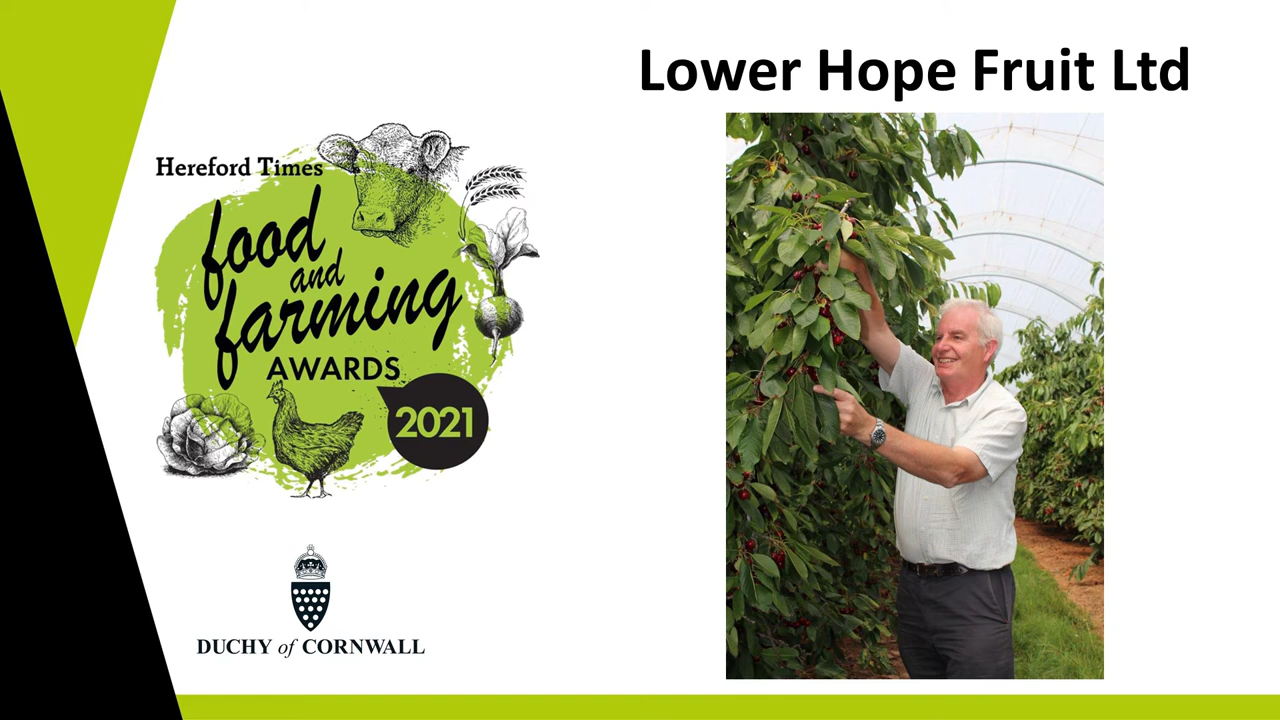 Lower Hope Fruit Ltd
Hereford Times
food
and
farming
AWARDS
2021
DUCHY of CORNWALL